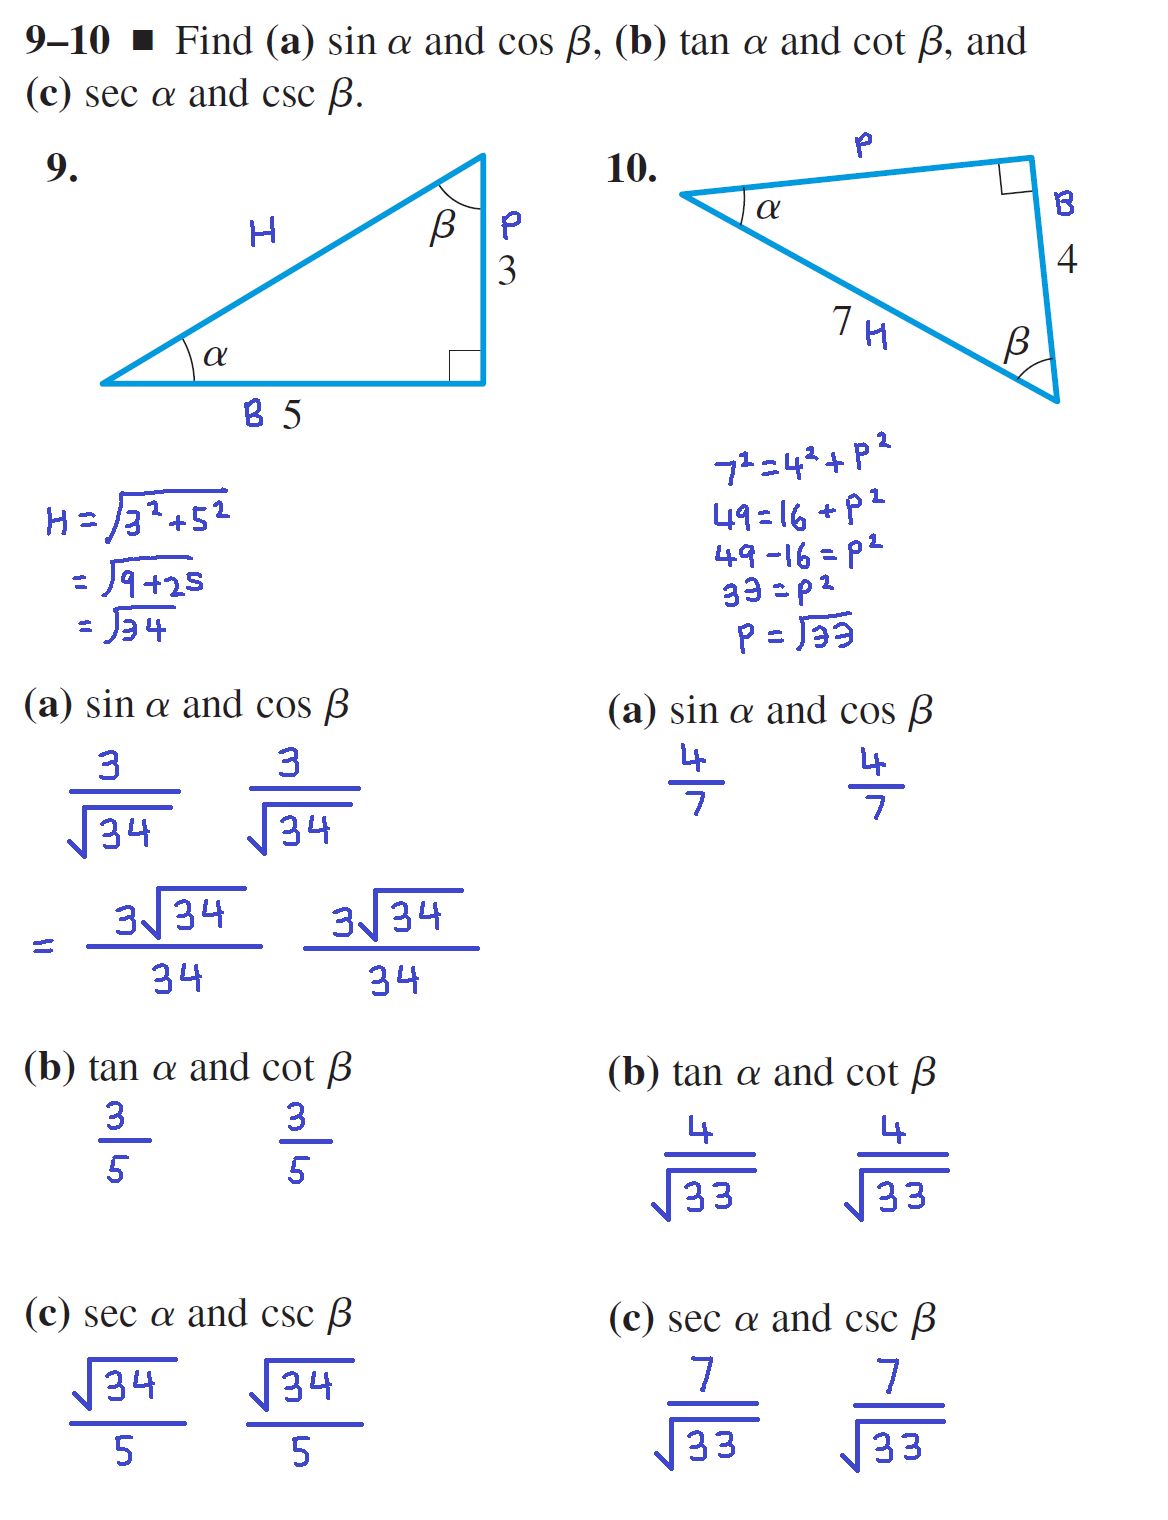 9–10 ■ Find (a) sin α and cos β, (b) tan α and cot β, and
(c) sec α and csc β.
9.
H
β
P
3
α
B 5
H = √3²+5²
= √9+25
= √34
(a) sin α and cos β
3/√34 3/√34
= 3√34/34 3√34/34
(b) tan α and cot β
3/5 3/5
(c) sec α and csc β
√34/5 √34/5
10.
P
α
B
4
7 H
β
7² = 4² + P²
49 = 16 + P²
49 - 16 = P²
33 = P²
P = √33
(a) sin α and cos β
4/7 4/7
(b) tan α and cot β
4/√33 4/√33
(c) sec α and csc β
7/√33 7/√33